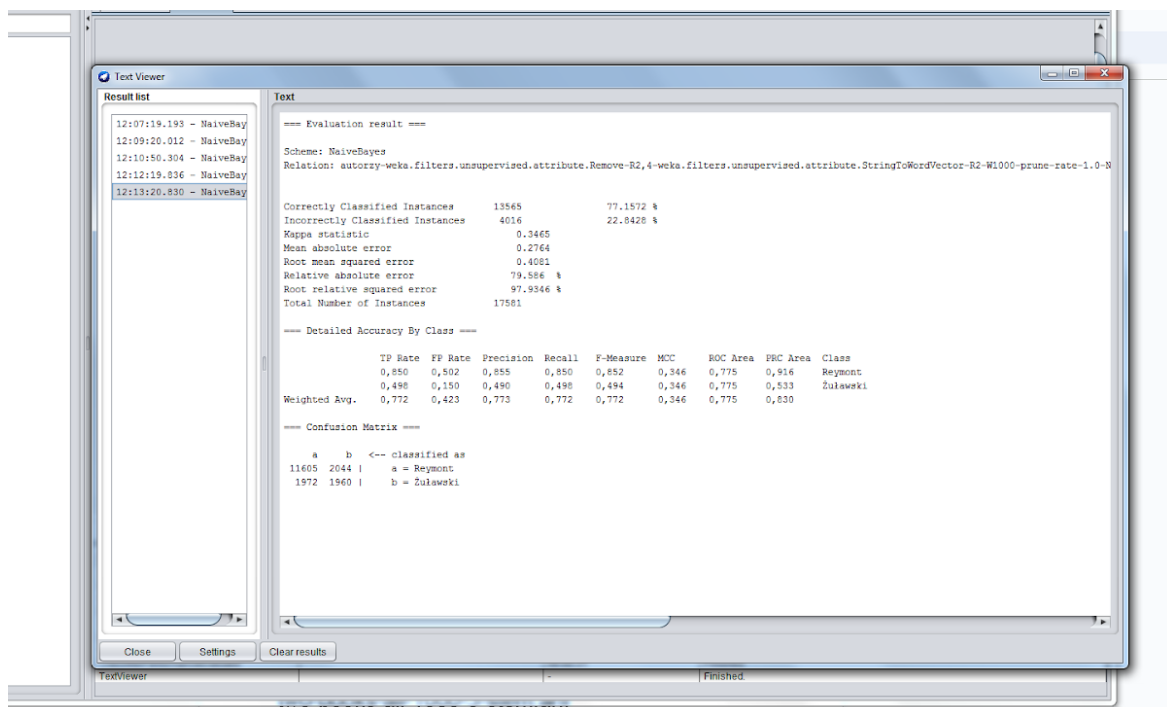 Text Viewer
Result list
12:07:19.193 - NaiveBay
12:09:20.012 - NaiveBay
12:10:50.304 - NaiveBay
12:12:19.836 - NaiveBay
12:13:20.830 - NaiveBay
Text
=== Evaluation result ===
Scheme: NaiveBayes
Relation: autorzy-weka.filters.unsupervised.attribute.Remove-R2,4-weka.filters.unsupervised.attribute.StringToWordVector-R2-W1000-prune-rate-1.0-N
Correctly Classified Instances 13565 77.1572 %
Incorrectly Classified Instances 4016 22.8428 %
Kappa statistic 0.3465
Mean absolute error 0.2764
Root mean squared error 0.4081
Relative absolute error 79.586 %
Root relative squared error 97.9346 %
Total Number of Instances 17581
=== Detailed Accuracy By Class ===
TP Rate FP Rate Precision Recall F-Measure MCC ROC Area PRC Area Class
0,850 0,502 0,855 0,850 0,852 0,346 0,775 0,916 Reymont
0,498 0,150 0,490 0,498 0,494 0,346 0,775 0,533 Żuławski
Weighted Avg. 0,772 0,423 0,773 0,772 0,772 0,346 0,775 0,830
=== Confusion Matrix ===
a b <-- classified as
11605 2044 | a = Reymont
1972 1960 | b = Żuławski
Close Settings Clear results
TextViewer - Finished.